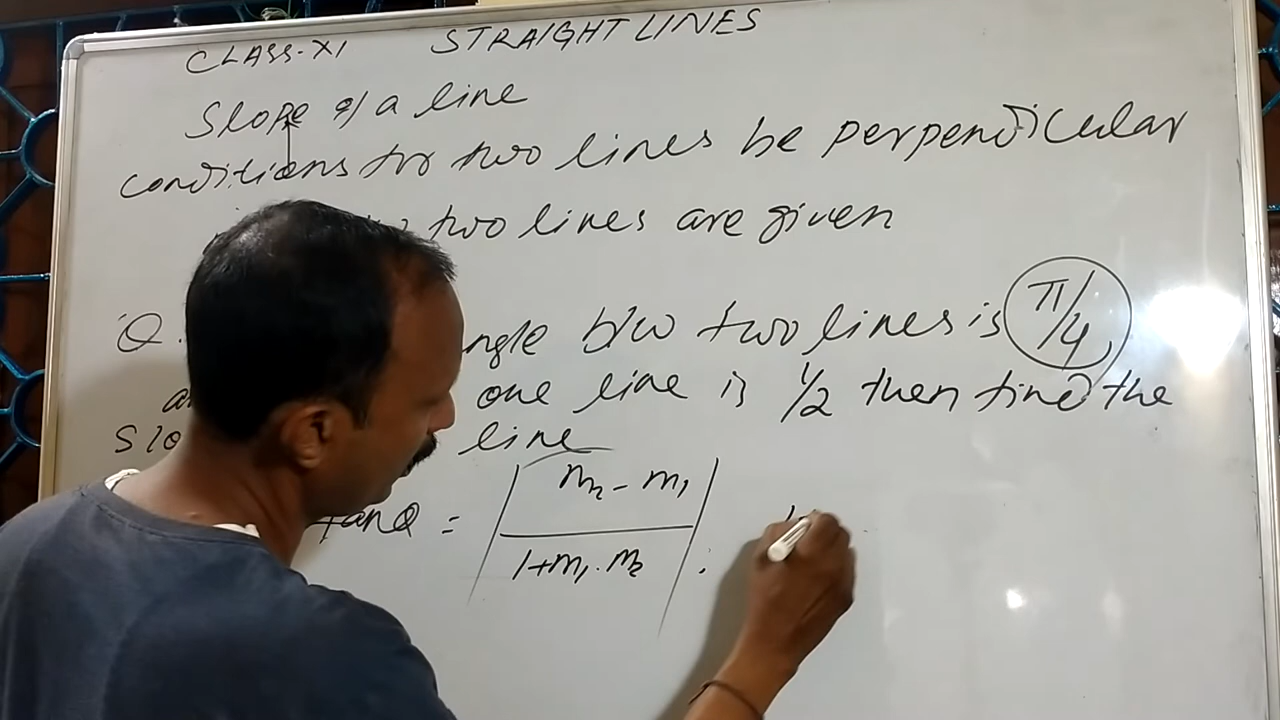 CLASS-XI STRAIGHT LINES
Slope of a line
conditions for two lines be perpendicular
two lines are given
Q. b/w two lines is π/4
one line is 1/2 then find the
line
tanθ = | m₂ - m₁ / 1+m₁.m₂ | ;